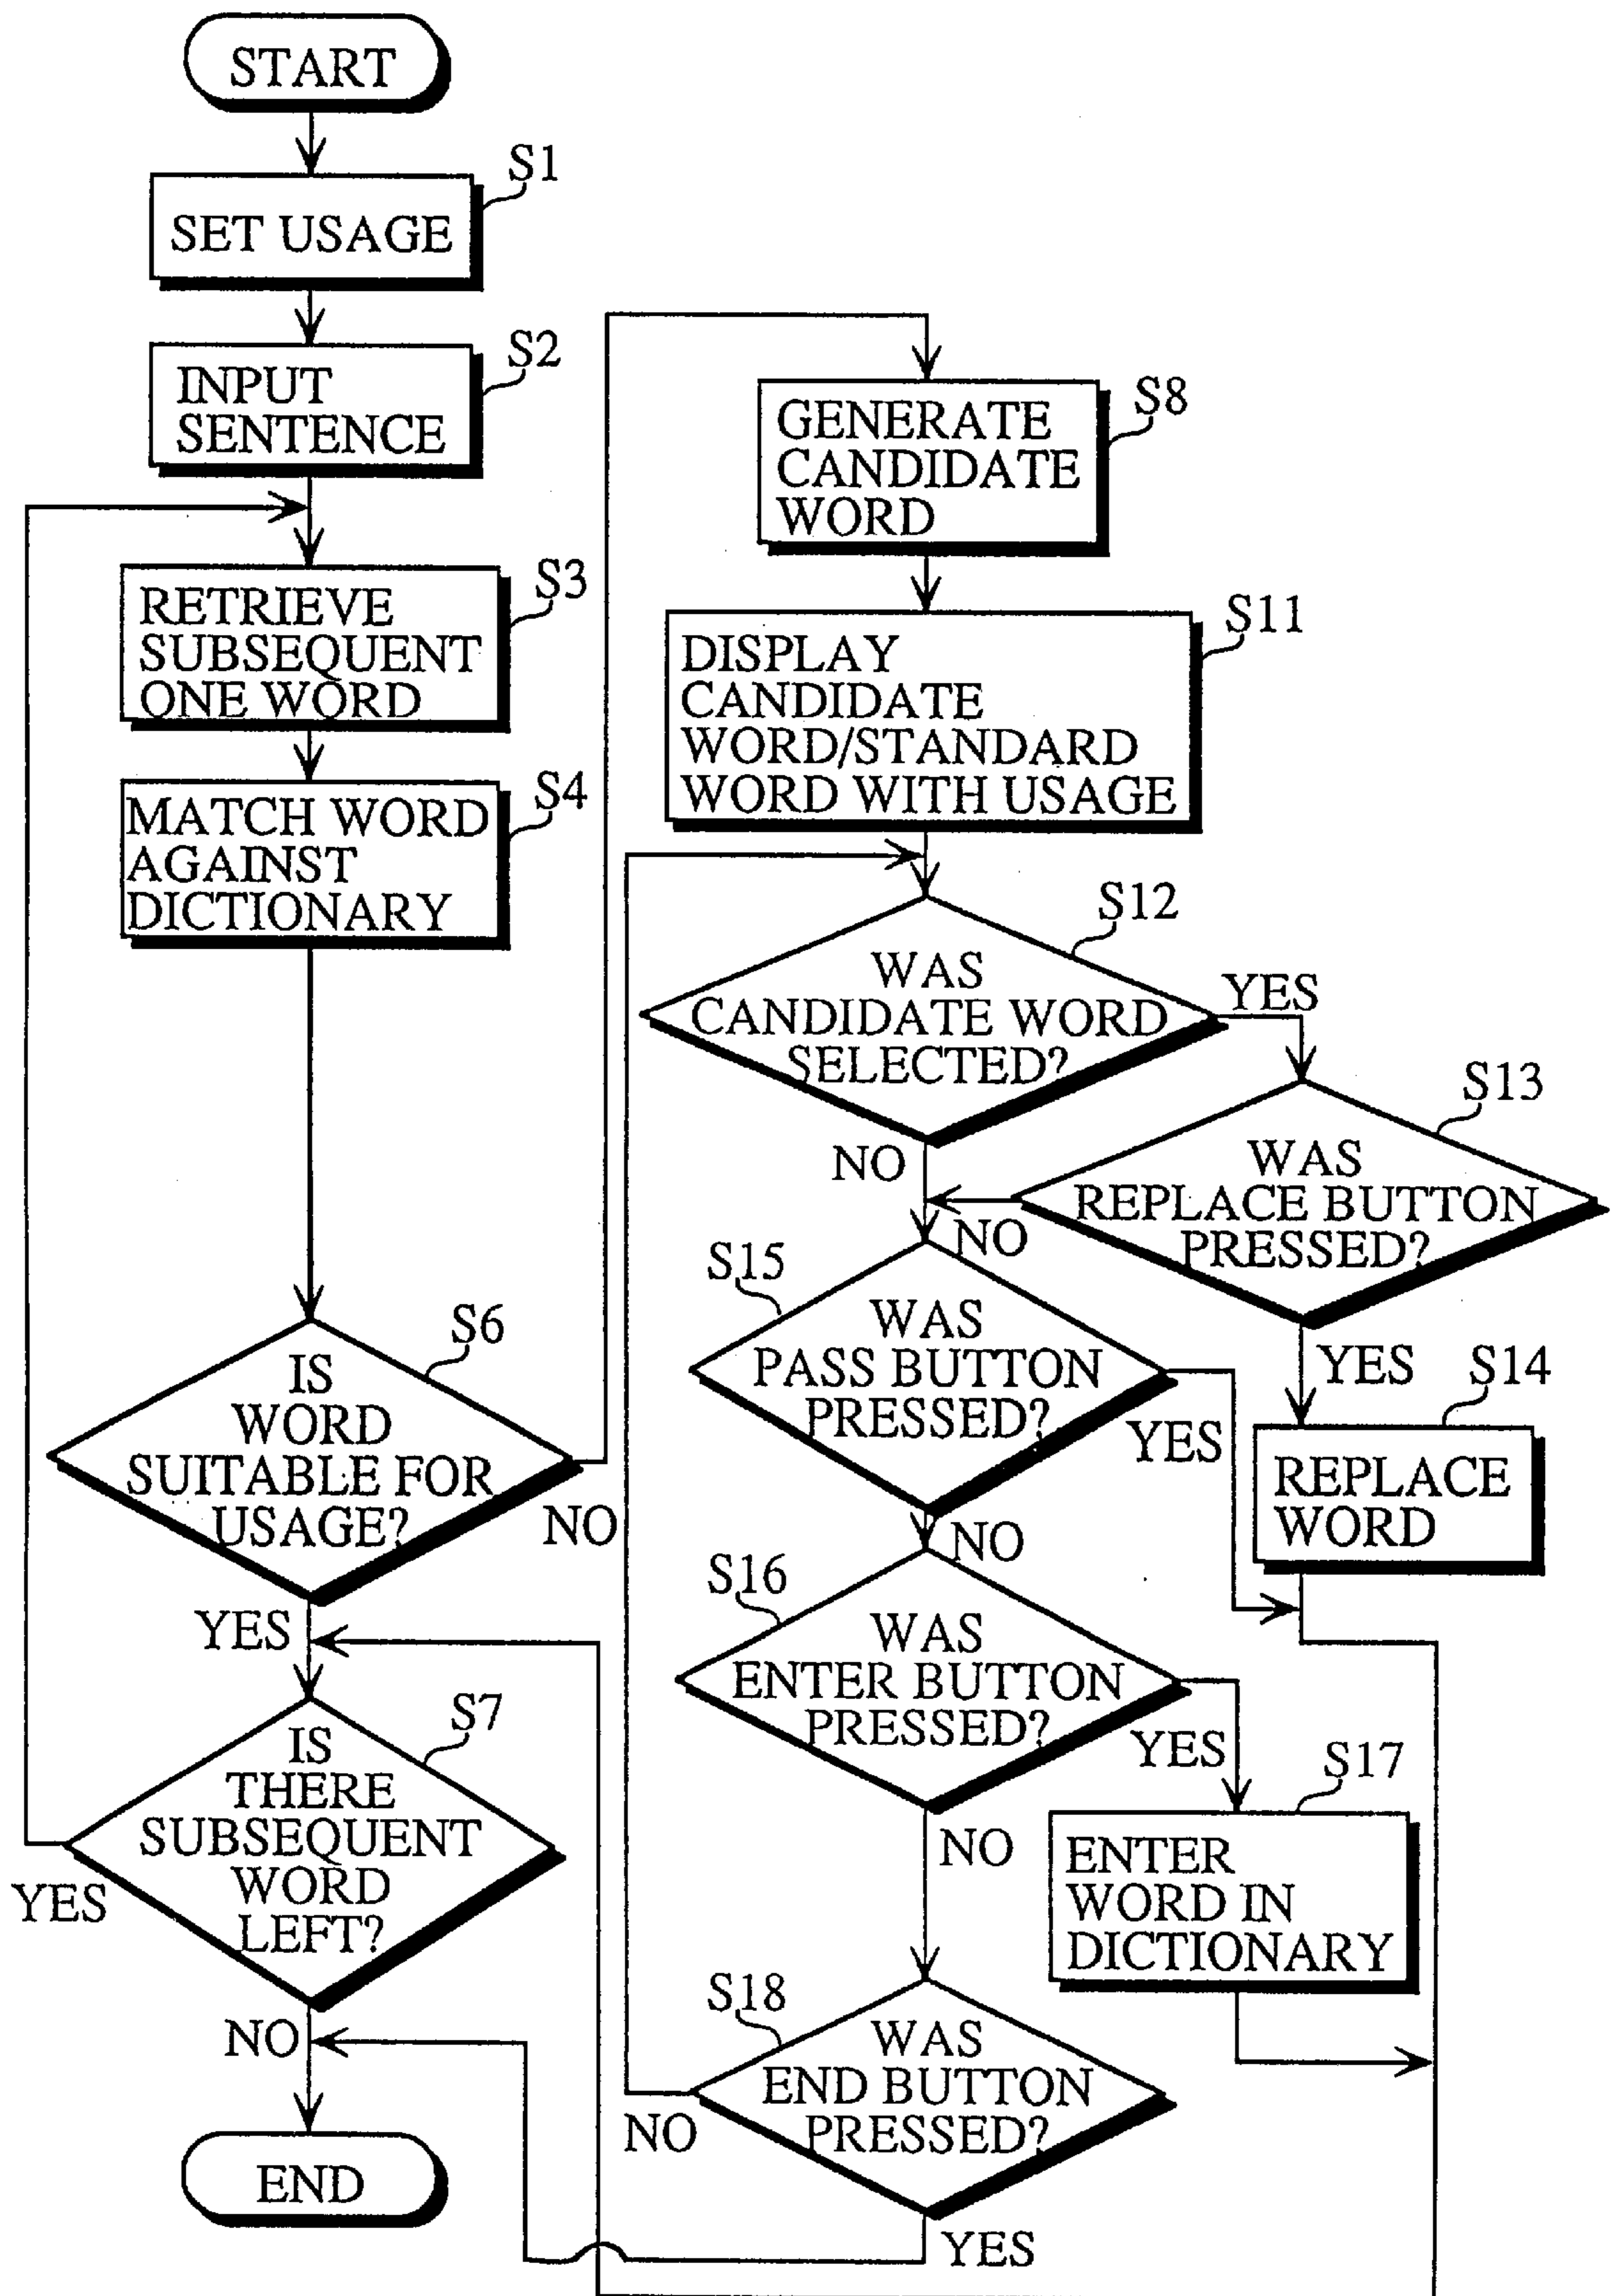 START
S1
SET USAGE
S2
INPUT
SENTENCE
S3
RETRIEVE
SUBSEQUENT
ONE WORD
S4
MATCH WORD
AGAINST
DICTIONARY
S6
IS
WORD
SUITABLE FOR
USAGE?
NO
YES
S7
IS
THERE
SUBSEQUENT
WORD
LEFT?
YES
NO
END
S8
GENERATE
CANDIDATE
WORD
S11
DISPLAY
CANDIDATE
WORD/STANDARD
WORD WITH USAGE
S12
WAS
CANDIDATE WORD
SELECTED?
YES
NO
S13
WAS
REPLACE BUTTON
PRESSED?
NO
YES
S14
REPLACE
WORD
S15
WAS
PASS BUTTON
PRESSED?
YES
NO
S16
WAS
ENTER BUTTON
PRESSED?
YES
NO
S17
ENTER
WORD IN
DICTIONARY
S18
WAS
END BUTTON
PRESSED?
NO
YES